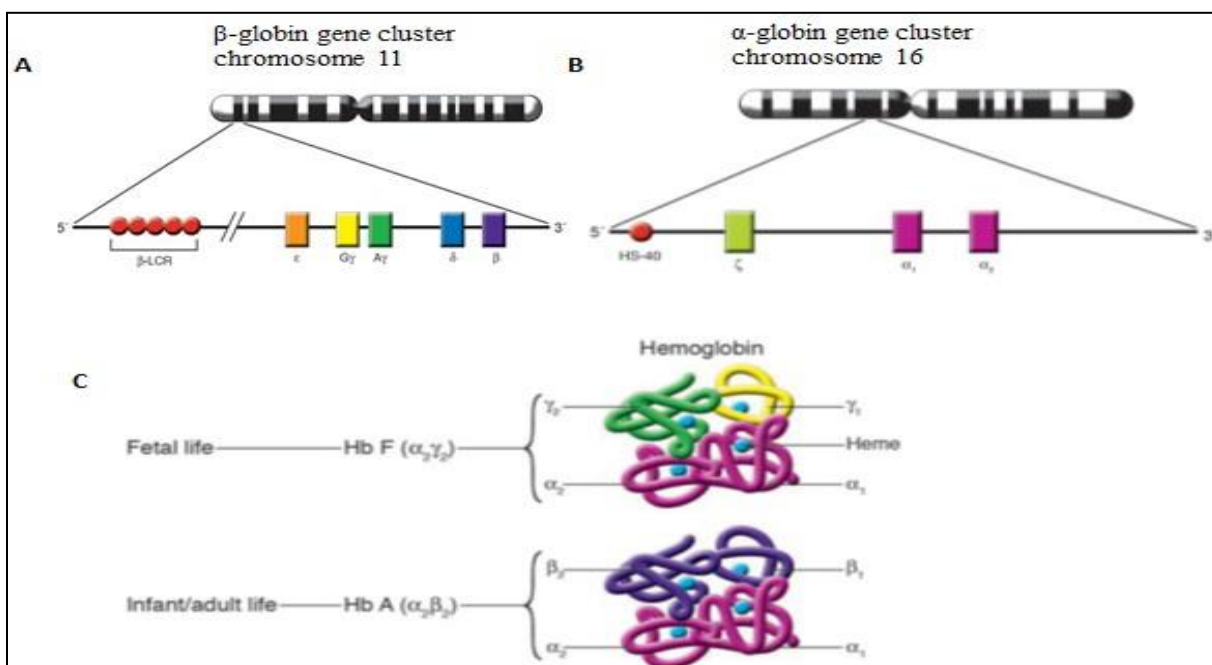 β-globin gene cluster
chromosome 11
A
5´
3´
β-LCR
ε
Gγ
Aγ
δ
β
α-globin gene cluster
chromosome 16
B
5´
3
HS-40
ζ
α₁
α₂
Hemoglobin
C
γ₂
γ₁
Fetal life
Hb F (α₂γ₂)
Heme
α₂
α₁
β₂
β₁
Infant/adult life
Hb A (α₂β₂)
α₂
α₁